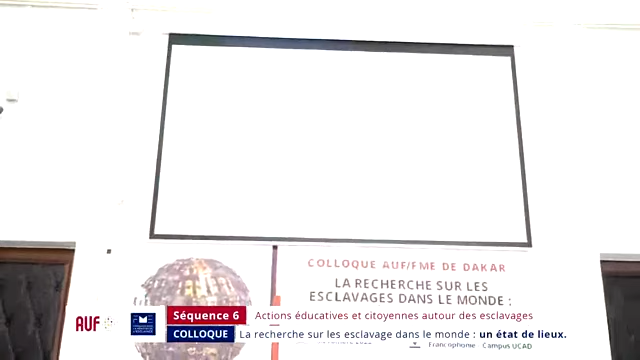 COLLOQUE AUF/FME DE DAKAR
LA RECHERCHE SUR LES
ESCLAVAGES DANS LE MONDE :
Francophonie - Campus UCAD
AUF
FME
Séquence 6
Actions éducatives et citoyennes autour des esclavages
COLLOQUE
La recherche sur les esclavage dans le monde : un état de lieux.